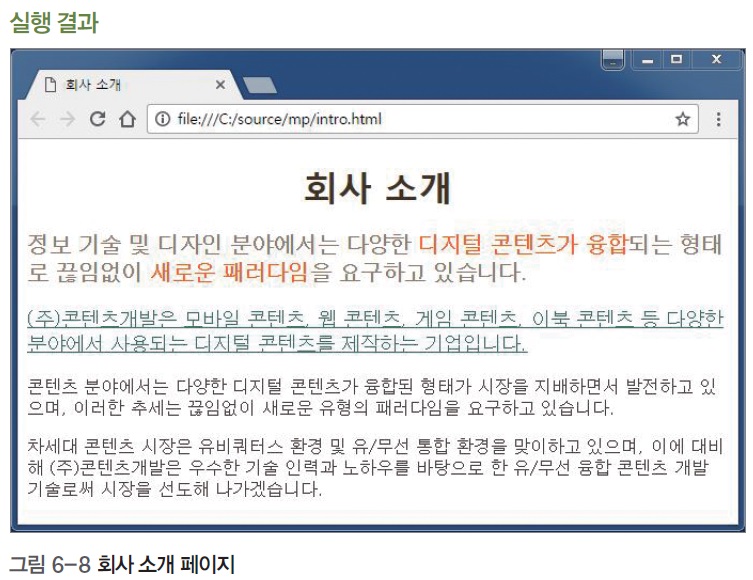 실행 결과
회사 소개
file:///C:/source/mp/intro.html
회사 소개
정보 기술 및 디자인 분야에서는 다양한 디지털 콘텐츠가 융합되는 형태
로 끊임없이 새로운 패러다임을 요구하고 있습니다.
(주)콘텐츠개발은 모바일 콘텐츠, 웹 콘텐츠, 게임 콘텐츠, 이북 콘텐츠 등 다양한
분야에서 사용되는 디지털 콘텐츠를 제작하는 기업입니다.
콘텐츠 분야에서는 다양한 디지털 콘텐츠가 융합된 형태가 시장을 지배하면서 발전하고 있
으며, 이러한 추세는 끊임없이 새로운 유형의 패러다임을 요구하고 있습니다.
차세대 콘텐츠 시장은 유비쿼터스 환경 및 유/무선 통합 환경을 맞이하고 있으며, 이에 대비
해 (주)콘텐츠개발은 우수한 기술 인력과 노하우를 바탕으로 한 유/무선 융합 콘텐츠 개발
기술로써 시장을 선도해 나가겠습니다.
그림 6-8 회사 소개 페이지